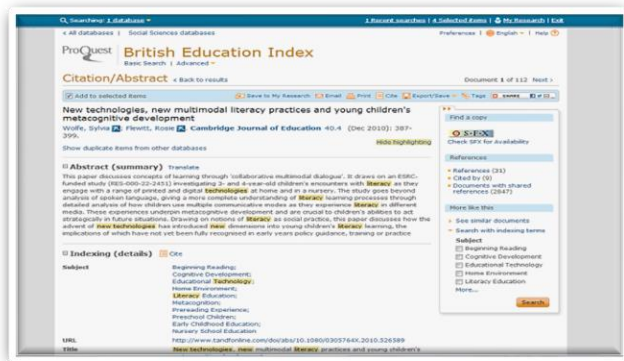 Searching: 1 database
1 Recent searches | 4 Selected items | My Research | Exit
« All databases | Social Sciences databases
Preferences | English | Help
ProQuest
British Education Index
Basic Search | Advanced
Citation/Abstract « Back to results
Document 1 of 112 Next >
Add to selected items
Save to My Research Email Print Cite Export/Save Tags SHARE
New technologies, new multimodal literacy practices and young children's
metacognitive development
Wolfe, Sylvia; Flewitt, Rosie. Cambridge Journal of Education 40.4 (Dec 2010): 387-
399.
Hide highlighting
Show duplicate items from other databases
Abstract (summary) Translate
This paper discusses concepts of learning through 'collaborative multimodal dialogue'. It draws on an ESRC-
funded study (RES-000-22-2451) investigating 3- and 4-year-old children's encounters with literacy as they
engage with a range of printed and digital technologies at home and in a nursery. The study goes beyond
analysis of spoken language, giving a more complete understanding of literacy learning processes through
detailed analysis of how children use multiple communicative modes as they experience literacy in different
media. These experiences underpin metacognitive development and are crucial to children's abilities to act
strategically in future situations. Drawing on notions of literacy as social practice, this paper discusses how the
advent of new technologies has introduced new dimensions into young children's literacy learning, the
implications of which have not yet been fully recognised in early years policy guidance, training or practice
Indexing (details) Cite
Subject
Beginning Reading;
Cognitive Development;
Educational Technology;
Home Environment;
Literacy Education;
Metacognition;
Prereading Experience;
Preschool Children;
Early Childhood Education;
Nursery School Education
URL
http://www.tandfonline.com/doi/abs/10.1080/0305764X.2010.526589
Title
New technologies, new multimodal literacy practices and young children's
Find a copy
S·F·X
Check SFX for Availability
References
References (31)
Cited by (9)
Documents with shared
references (2847)
More like this
See similar documents
Search with indexing terms
Subject
Beginning Reading
Cognitive Development
Educational Technology
Home Environment
Literacy Education
More...
Search